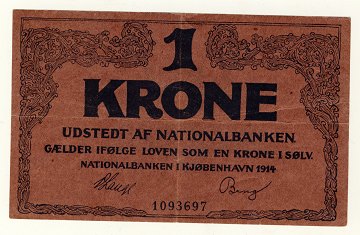 1
KRONE
UDSTEDT AF NATIONALBANKEN.
GÆLDER IFØLGE LOVEN SOM EN KRONE I SØLV.
NATIONALBANKEN I KJØBENHAVN 1914
1093697